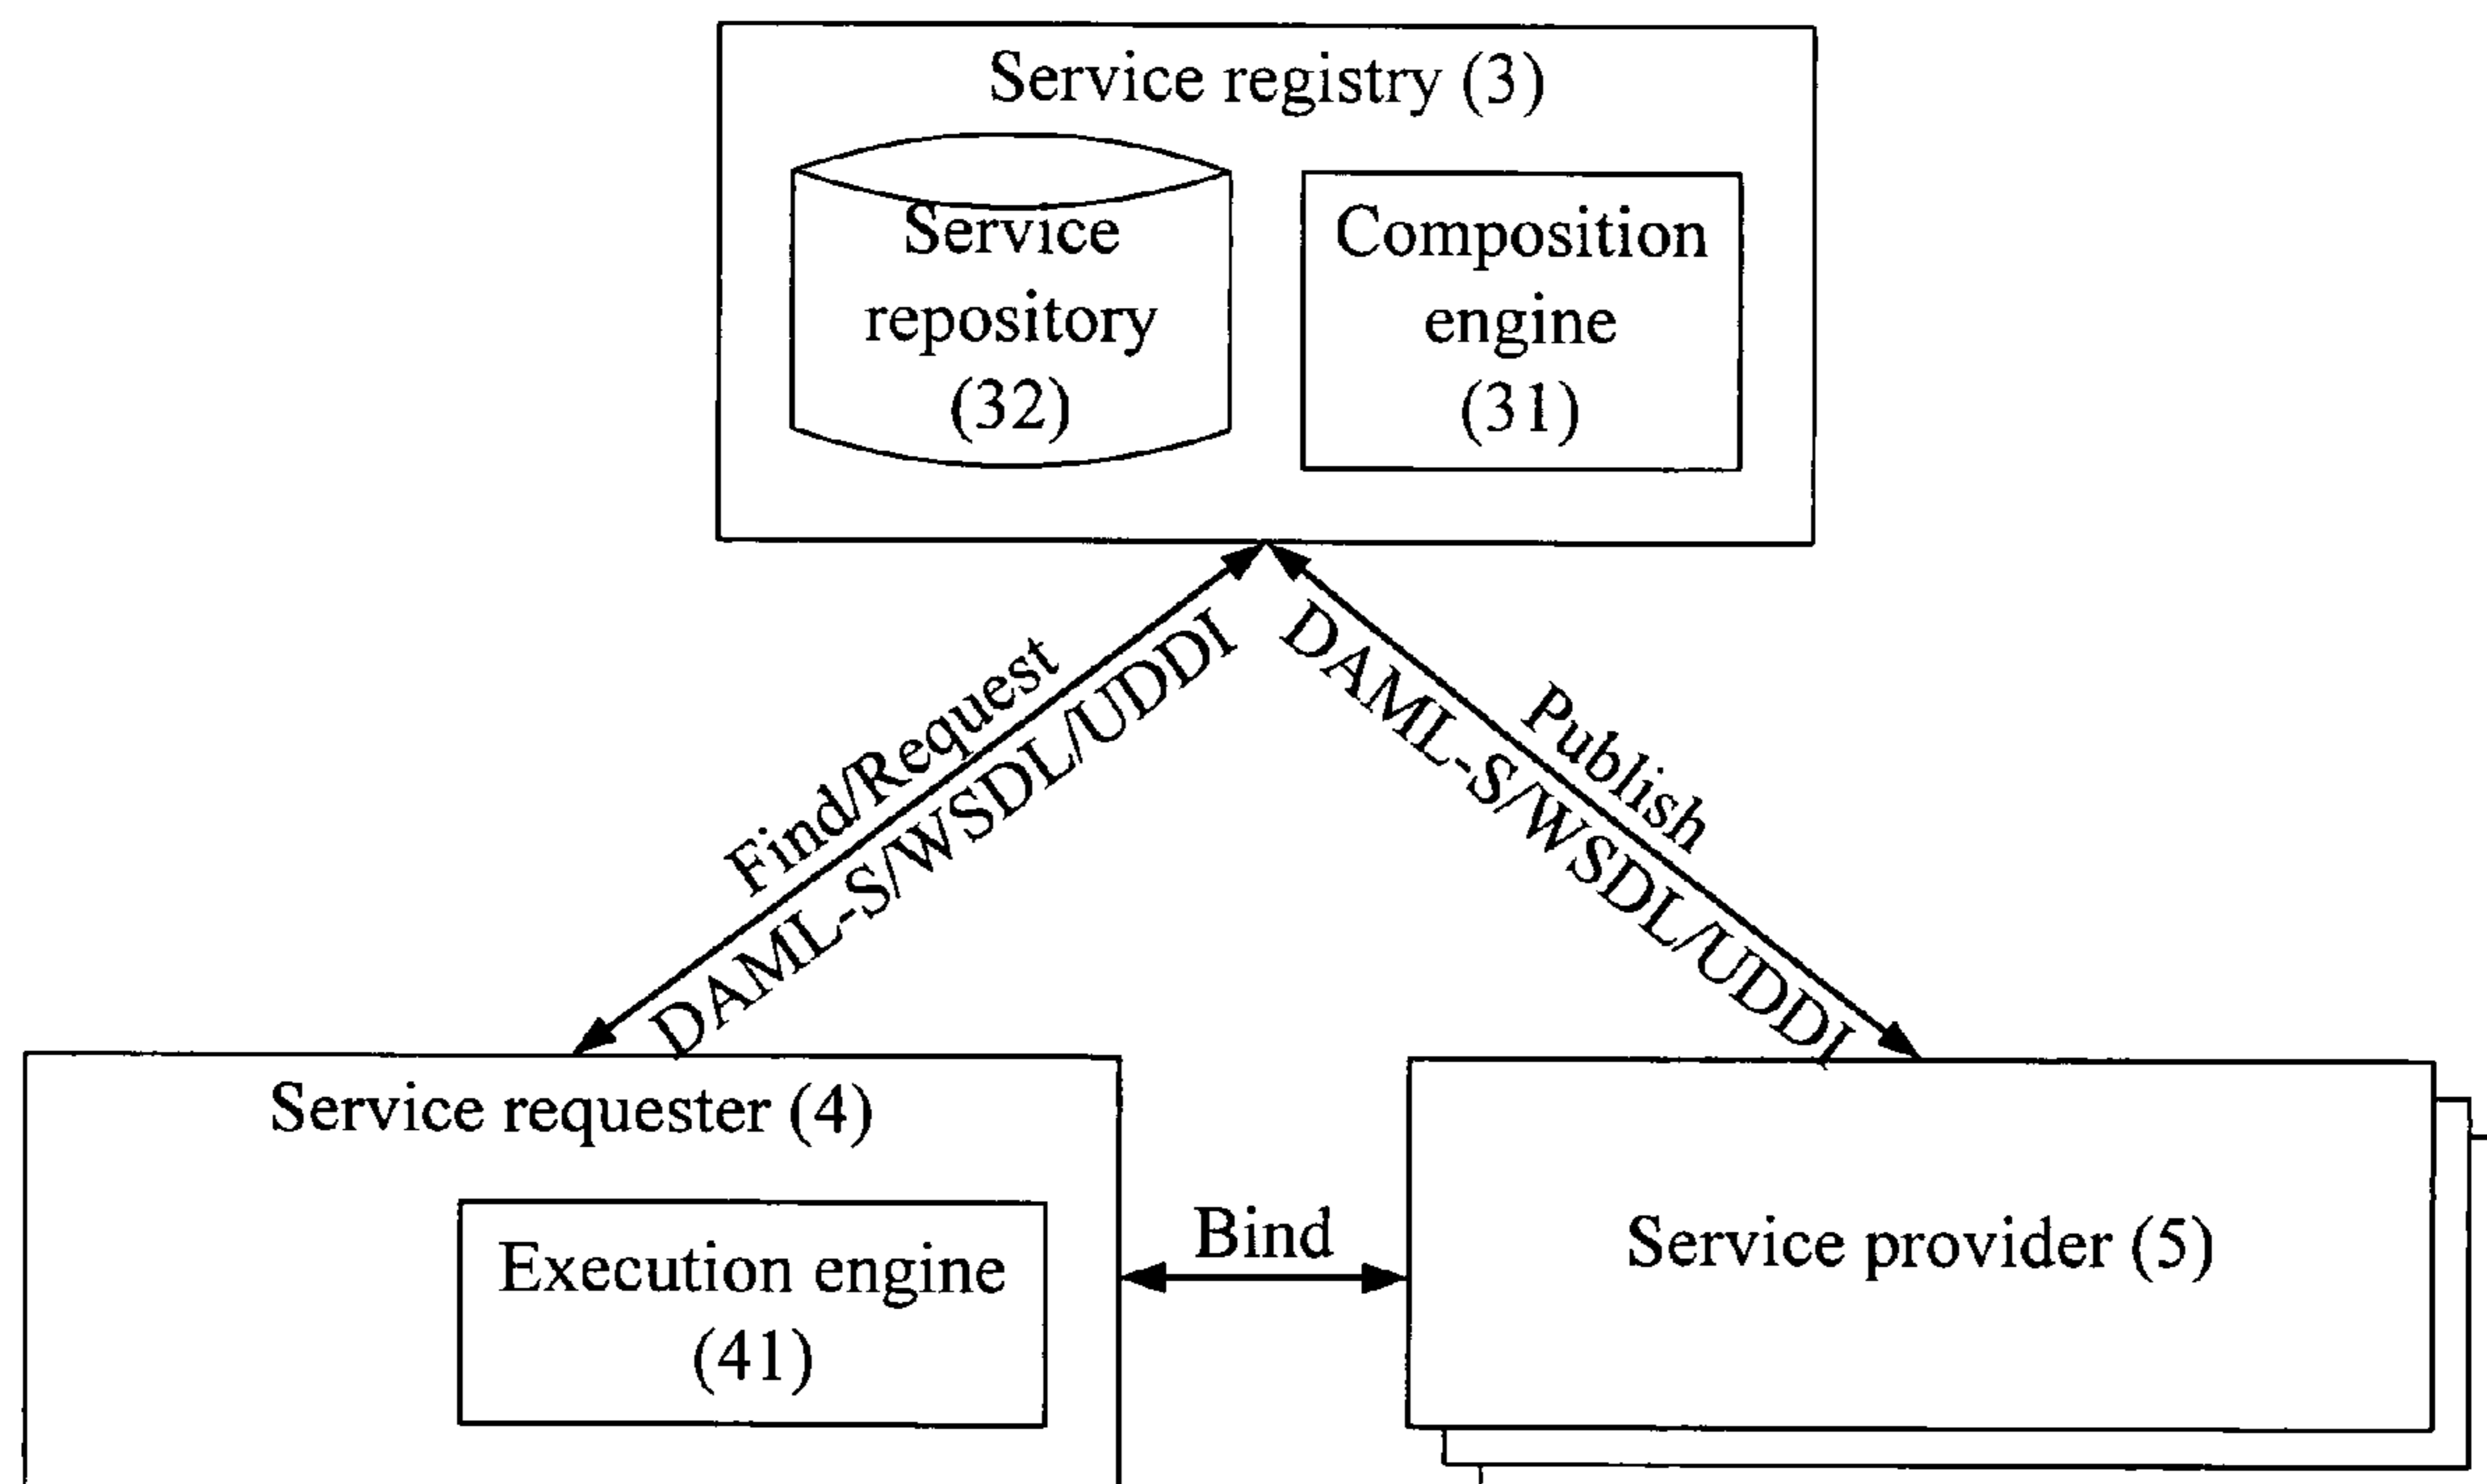 Service registry (3)
Service
repository
(32)
Composition
engine
(31)
Find/Request
DAML-S/WSDL/UDDI
Publish
DAML-S/WSDL/UDDI
Service requester (4)
Execution engine
(41)
Bind
Service provider (5)